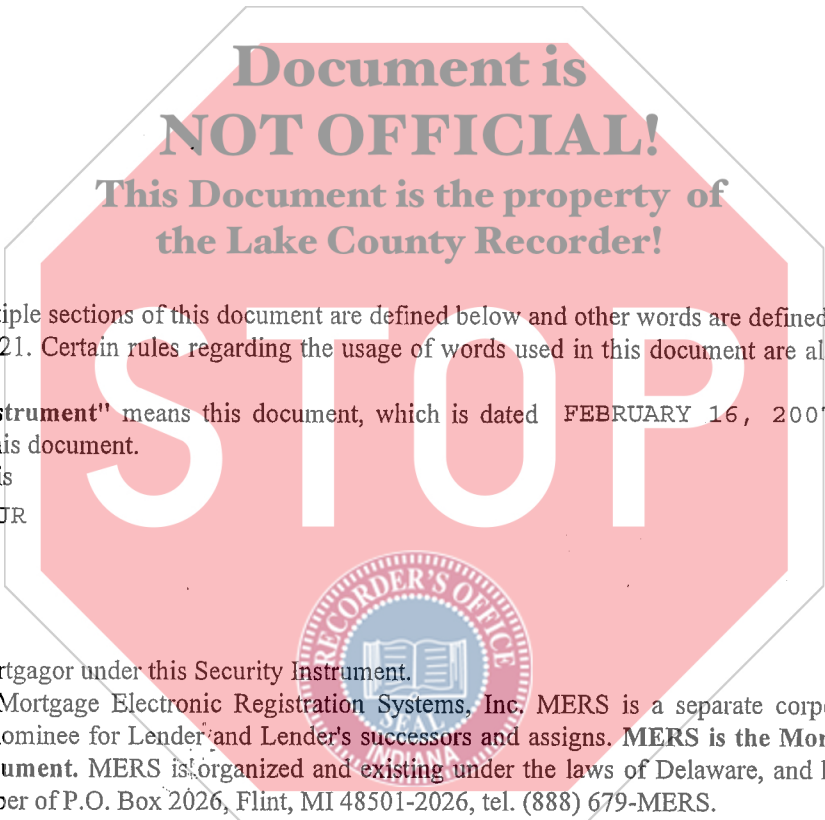 Document is
NOT OFFICIAL!
This Document is the property of
the Lake County Recorder!
iple sections of this document are defined below and other words are defined
21. Certain rules regarding the usage of words used in this document are al
STOP
strument" means this document, which is dated FEBRUARY 16, 2007
is document.
is
JR
RECORDER'S OFFICE
rtgagor under this Security Instrument.
Mortgage Electronic Registration Systems, Inc. MERS is a separate corp
ominee for Lender and Lender's successors and assigns. MERS is the Mor
SEAL
INDIANA
ument. MERS is organized and existing under the laws of Delaware, and
ber of P.O. Box 2026, Flint, MI 48501-2026, tel. (888) 679-MERS.